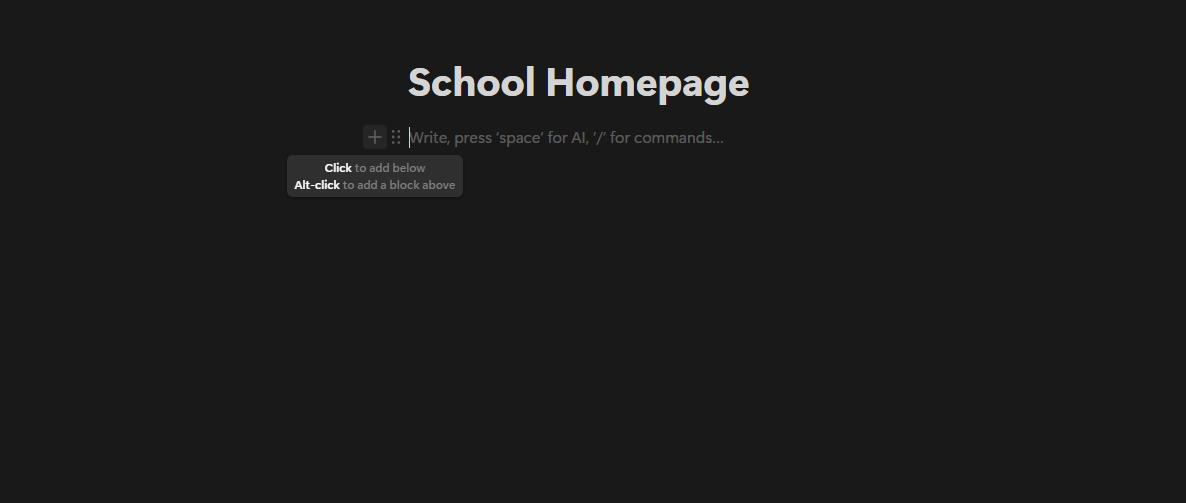 School Homepage
Write, press ‘space’ for AI, ‘/’ for commands...
Click to add below
Alt-click to add a block above